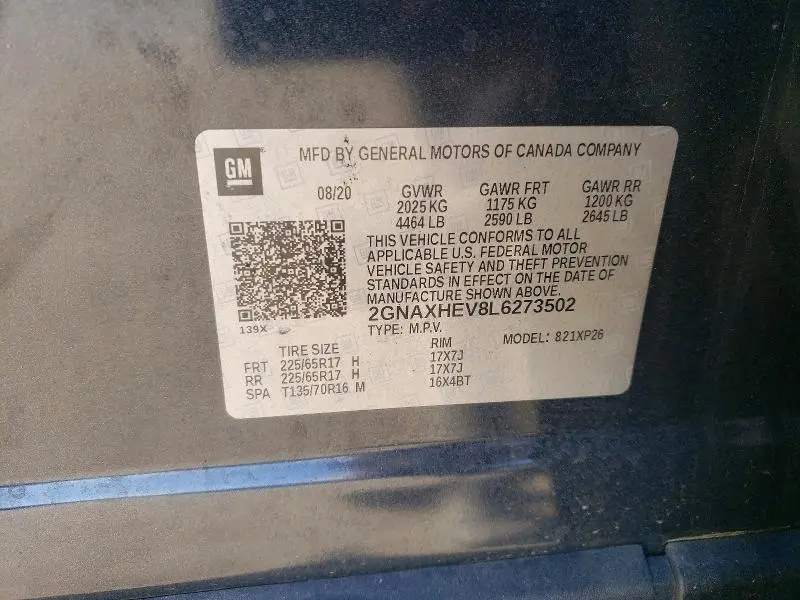 GM
MFD BY GENERAL MOTORS OF CANADA COMPANY
08/20 GVWR GAWR FRT GAWR RR
2025 KG 1175 KG 1200 KG
4464 LB 2590 LB 2645 LB
THIS VEHICLE CONFORMS TO ALL
APPLICABLE U.S. FEDERAL MOTOR
VEHICLE SAFETY AND THEFT PREVENTION
STANDARDS IN EFFECT ON THE DATE OF
MANUFACTURE SHOWN ABOVE.
2GNAXHEV8L6273502
139X
TYPE: M.P.V. MODEL: 821XP26
TIRE SIZE RIM
FRT 225/65R17 H 17X7J
RR 225/65R17 H 17X7J
SPA T135/70R16 M 16X4BT